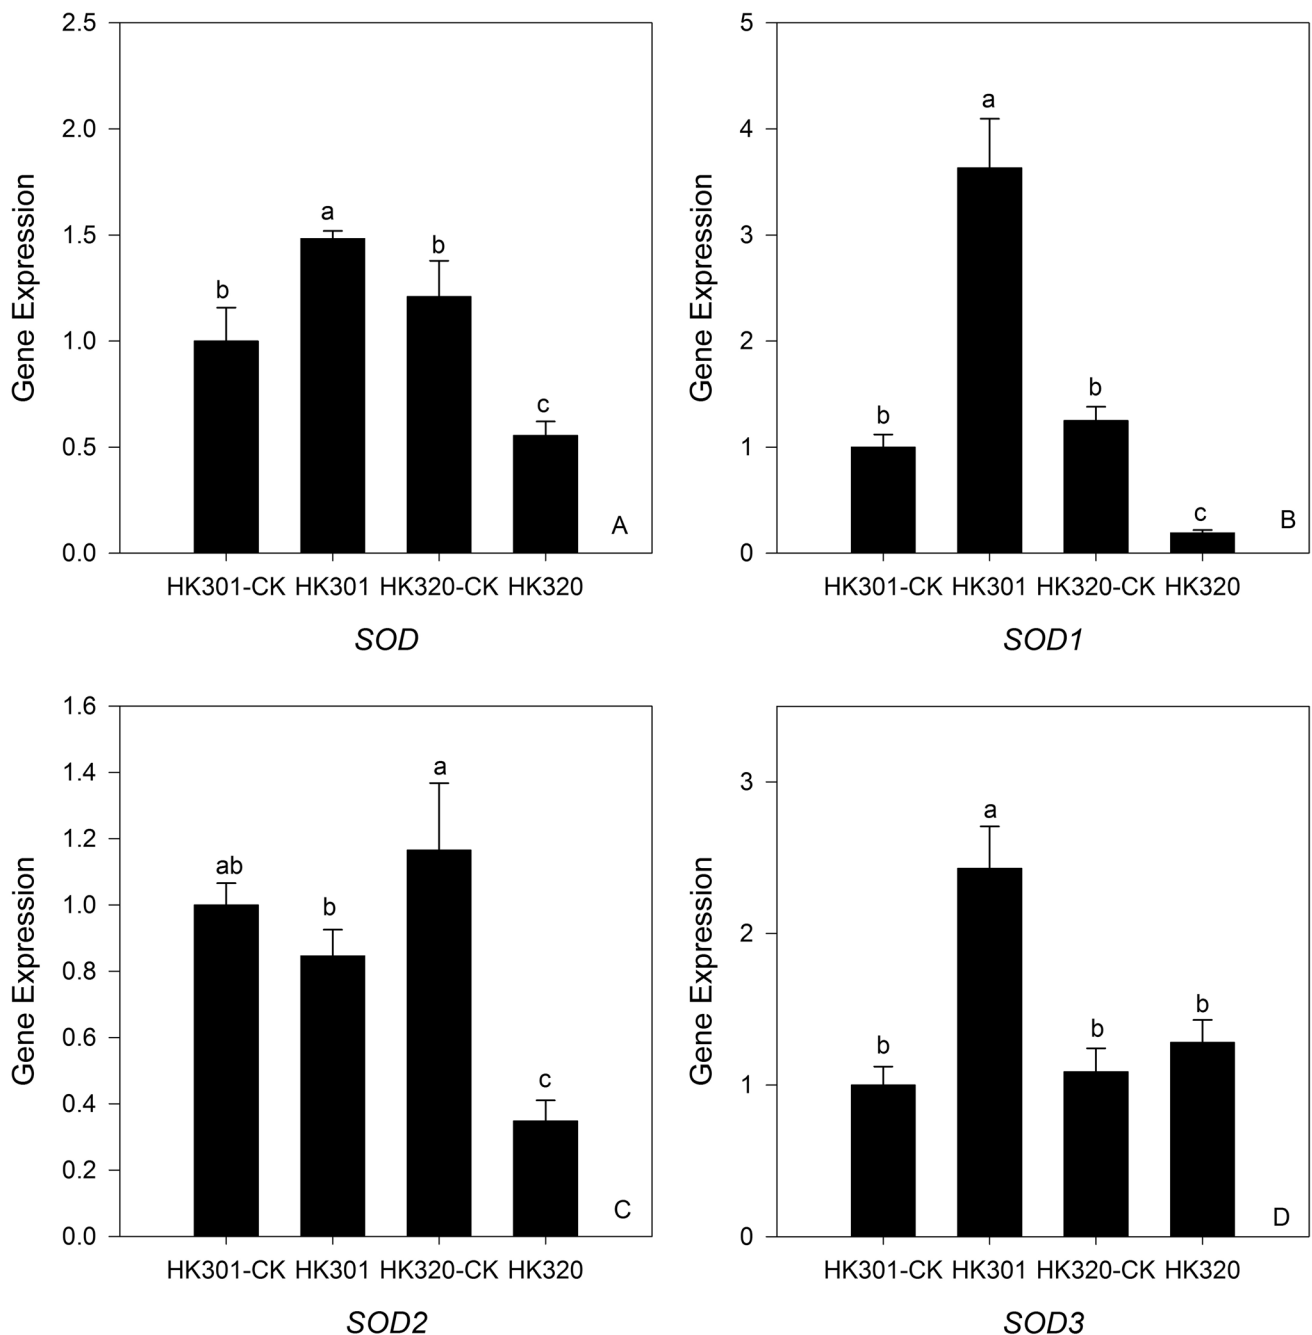 2.5
2.0
1.5
1.0
0.5
0.0
Gene Expression
b
a
b
c
A
HK301-CK HK301 HK320-CK HK320
SOD
5
4
3
2
1
0
Gene Expression
b
a
b
c
B
HK301-CK HK301 HK320-CK HK320
SOD1
1.6
1.4
1.2
1.0
0.8
0.6
0.4
0.2
0.0
Gene Expression
ab
b
a
c
C
HK301-CK HK301 HK320-CK HK320
SOD2
3
2
1
0
Gene Expression
b
a
b
b
D
HK301-CK HK301 HK320-CK HK320
SOD3